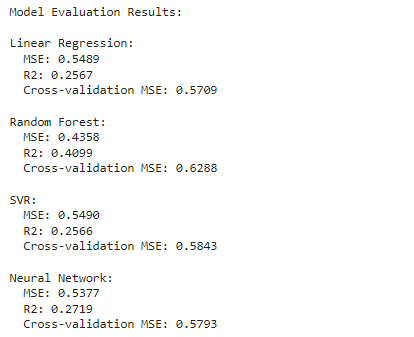 Model Evaluation Results:
Linear Regression:
MSE: 0.5489
R2: 0.2567
Cross-validation MSE: 0.5709
Random Forest:
MSE: 0.4358
R2: 0.4099
Cross-validation MSE: 0.6288
SVR:
MSE: 0.5490
R2: 0.2566
Cross-validation MSE: 0.5843
Neural Network:
MSE: 0.5377
R2: 0.2719
Cross-validation MSE: 0.5793